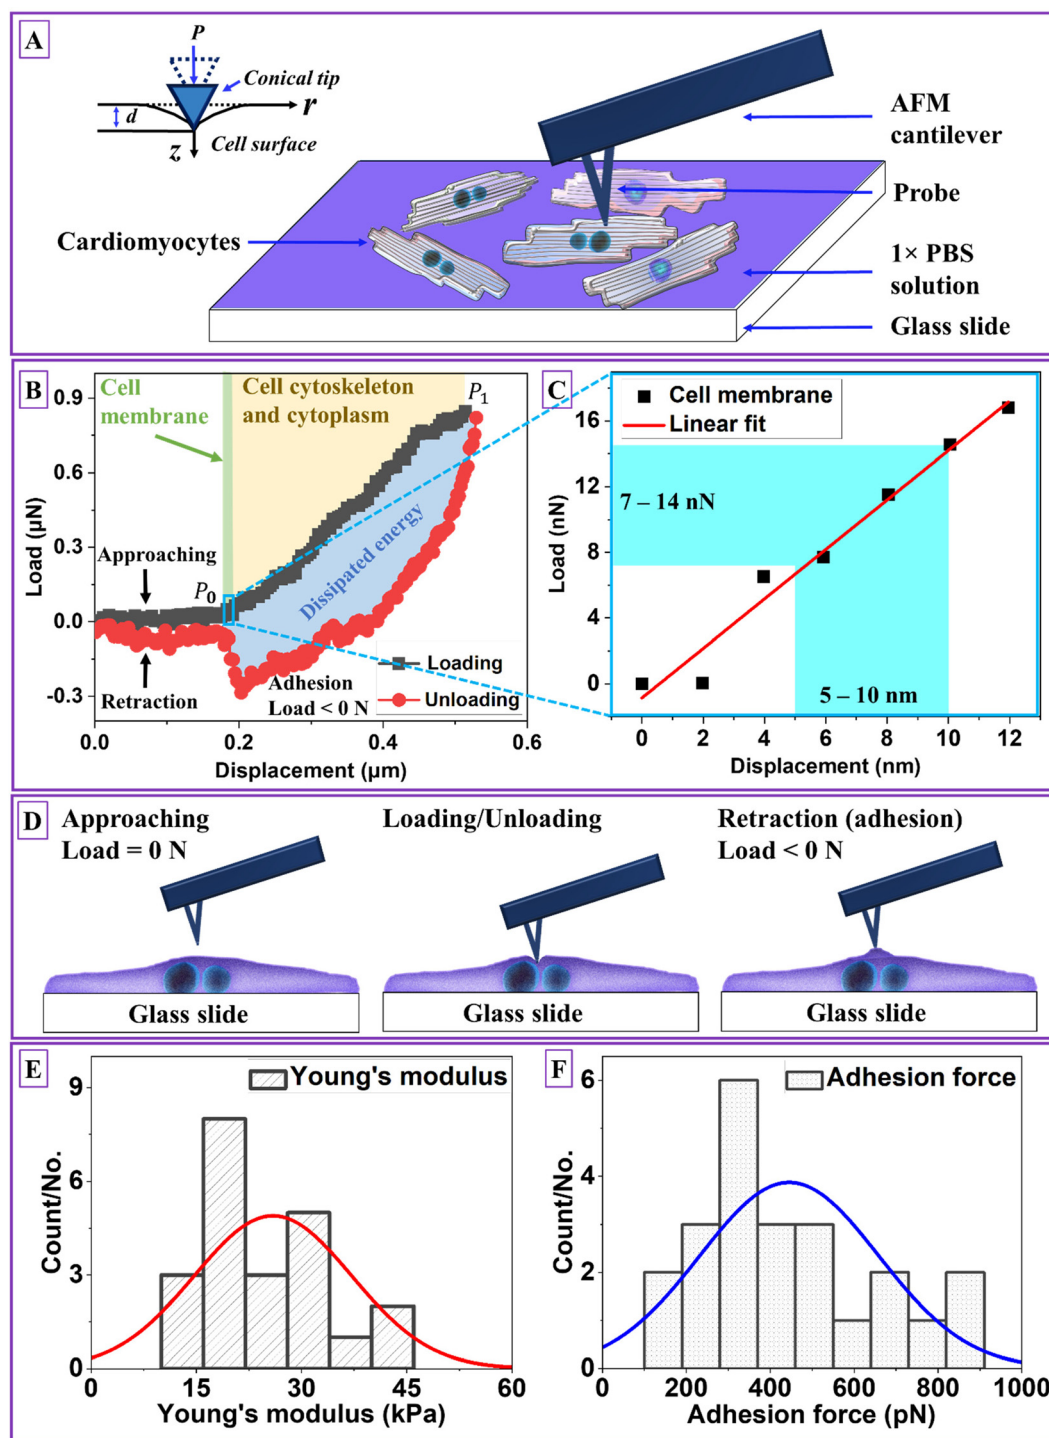 A
P
Conical tip
r
d
z
Cell surface
AFM
cantilever
Probe
Cardiomyocytes
1× PBS
solution
Glass slide
B
Cell
membrane
Cell cytoskeleton
and cytoplasm
P1
0.9
0.6
0.3
0.0
-0.3
Load (μN)
Approaching
P0
Dissipated energy
Retraction
Adhesion
Load < 0 N
Loading
Unloading
0.0
0.2
0.4
0.6
Displacement (μm)
C
Cell membrane
Linear fit
16
12
8
4
0
Load (nN)
7 – 14 nN
5 – 10 nm
0
2
4
6
8
10
12
Displacement (nm)
D
Approaching
Load = 0 N
Loading/Unloading
Retraction (adhesion)
Load < 0 N
Glass slide
Glass slide
Glass slide
E
Young's modulus
9
6
3
0
Count/No.
0
15
30
45
60
Young's modulus (kPa)
F
Adhesion force
6
4
2
0
Count/No.
0
200
400
600
800
1000
Adhesion force (pN)